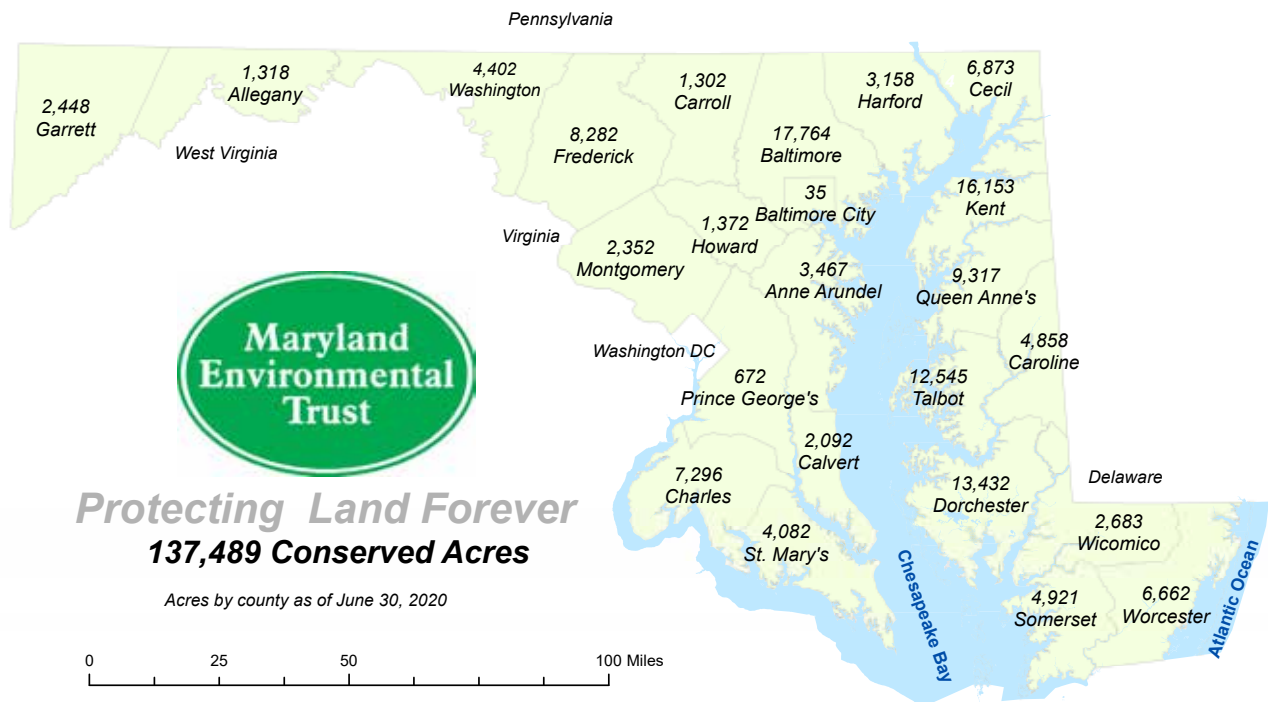 Pennsylvania
2,448
Garrett
1,318
Allegany
4,402
Washington
8,282
Frederick
1,302
Carroll
17,764
Baltimore
3,158
Harford
6,873
Cecil
West Virginia
Virginia
2,352
Montgomery
1,372
Howard
35
Baltimore City
3,467
Anne Arundel
16,153
Kent
9,317
Queen Anne's
4,858
Caroline
Washington DC
672
Prince George's
12,545
Talbot
2,092
Calvert
7,296
Charles
4,082
St. Mary's
13,432
Dorchester
Delaware
2,683
Wicomico
4,921
Somerset
6,662
Worcester
Chesapeake Bay
Atlantic Ocean
Maryland
Environmental
Trust
Protecting Land Forever
137,489 Conserved Acres
Acres by county as of June 30, 2020
0 25 50 100 Miles